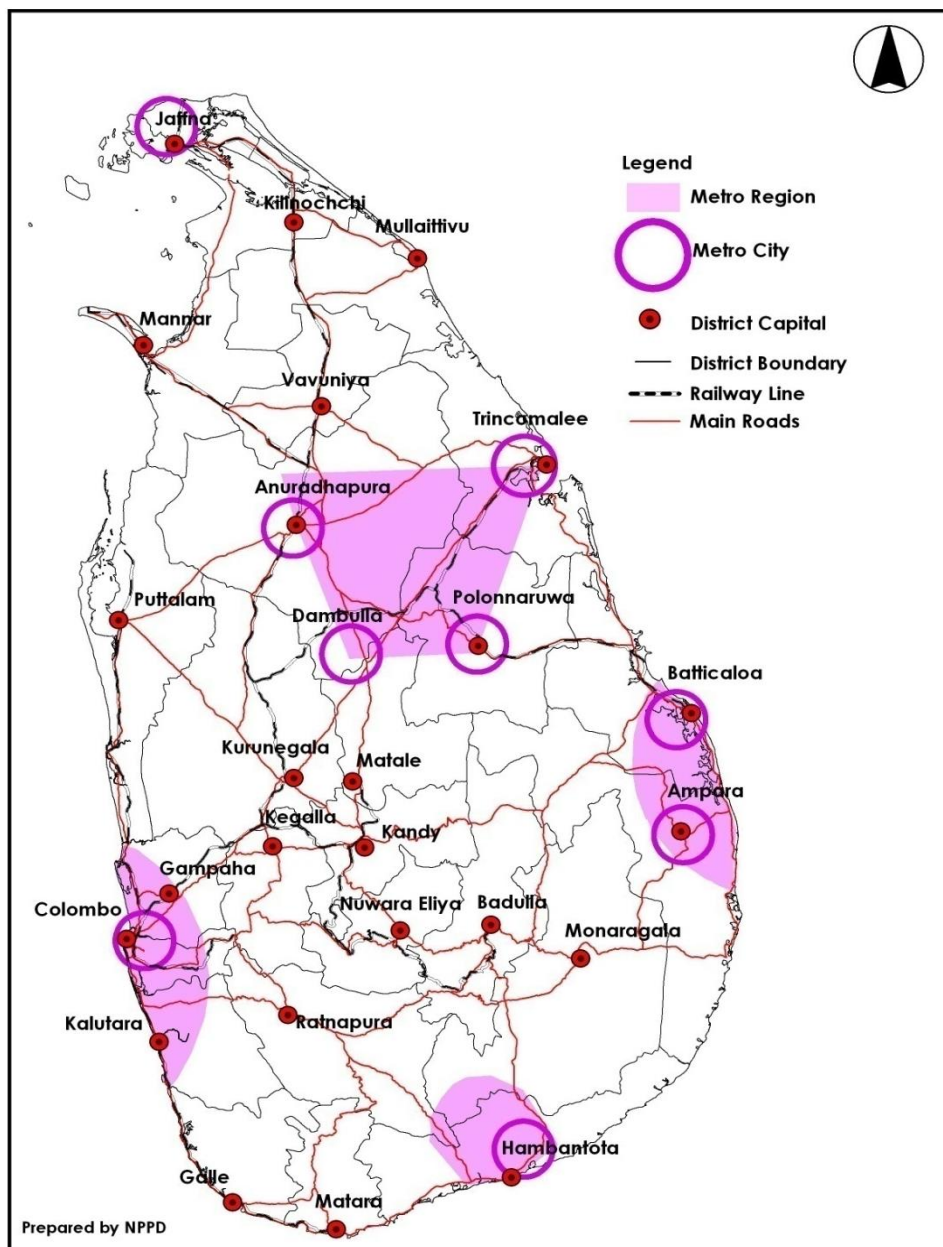 Jaffna
Kilinochchi
Mullaittivu
Mannar
Vavuniya
Trincomalee
Anuradhapura
Puttalam
Dambulla
Polonnaruwa
Batticaloa
Kurunegala
Matale
Ampara
Kegalla
Kandy
Gampaha
Colombo
Nuwara Eliya
Badulla
Monaragala
Kalutara
Ratnapura
Hambantota
Galle
Matara
Prepared by NPPD
Legend
Metro Region
Metro City
District Capital
District Boundary
Railway Line
Main Roads